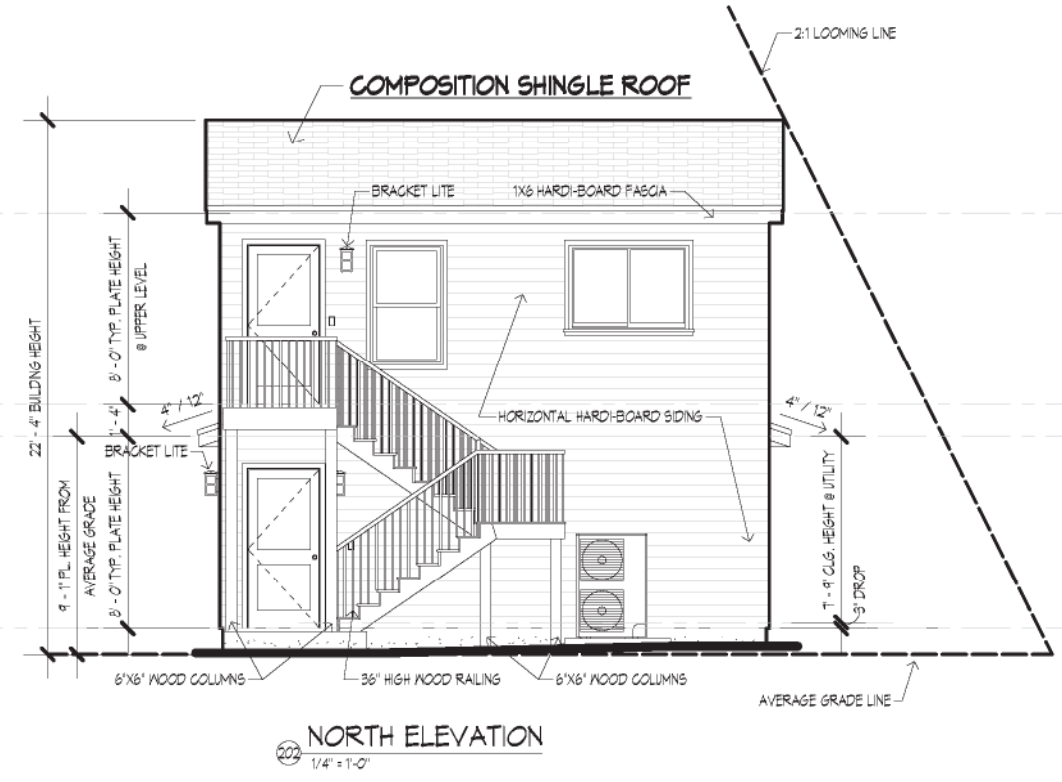 2:1 LOOMING LINE
COMPOSITION SHINGLE ROOF
BRACKET LITE
1X6 HARDI-BOARD FASCIA
22' - 4" BUILDING HEIGHT
8' - 0" TYP. PLATE HEIGHT
@ UPPER LEVEL
1' - 4"
4" / 12"
4" / 12"
HORIZONTAL HARDI-BOARD SIDING
BRACKET LITE
9 - 1" PL. HEIGHT FROM
AVERAGE GRADE
8' - 0" TYP. PLATE HEIGHT
7' - 9" CLG. HEIGHT @ UTILITY
3" DROP
6"X6" WOOD COLUMNS
36" HIGH WOOD RAILING
6"X6" WOOD COLUMNS
AVERAGE GRADE LINE
202
NORTH ELEVATION
1/4" = 1'-0"